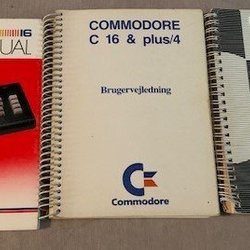 16
UAL
COMMODORE
C 16 & plus/4
Brugervejledning
Commodore